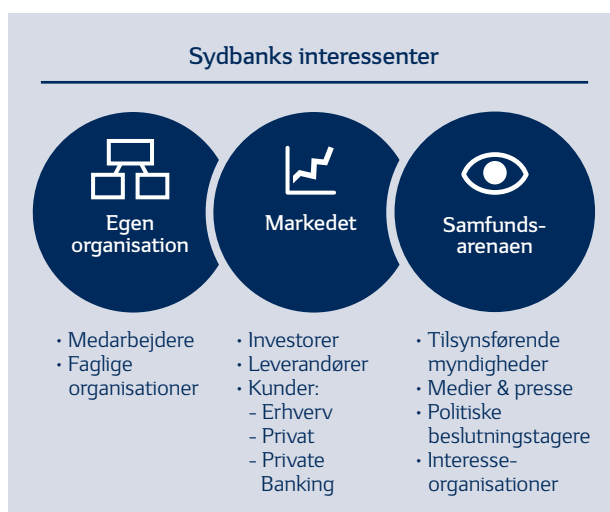 Sydbanks interessenter
Egen
organisation
Markedet
Samfunds-
arenaen
· Medarbejdere
· Faglige
organisationer
· Investorer
· Leverandører
· Kunder:
- Erhverv
- Privat
- Private
Banking
· Tilsynsførende
myndigheder
· Medier & presse
· Politiske
beslutningstagere
· Interesse-
organisationer